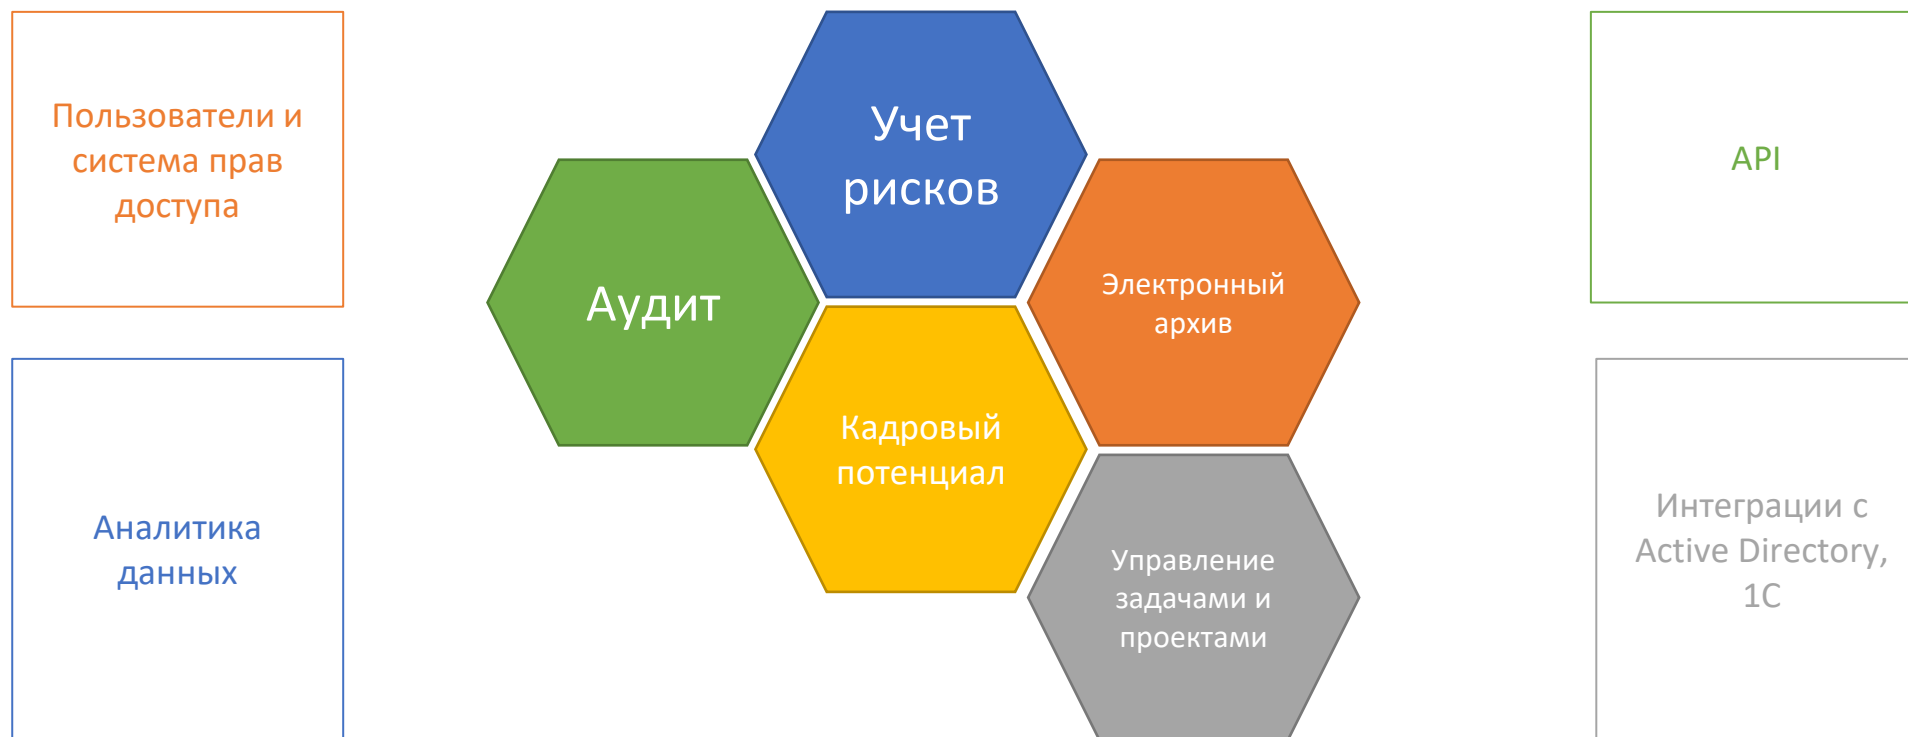 Пользователи и
система прав
доступа
Аналитика
данных
Учет
рисков
Аудит
Электронный
архив
Кадровый
потенциал
Управление
задачами и
проектами
API
Интеграции с
Active Directory,
1С